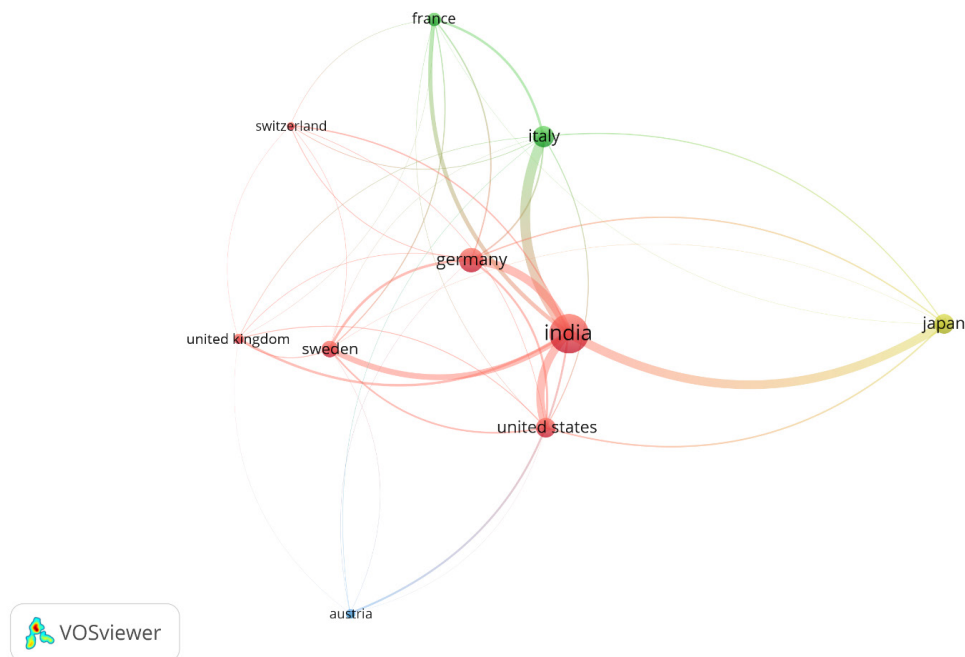 france
switzerland
italy
germany
india
japan
united kingdom
sweden
united states
austria
VOSviewer